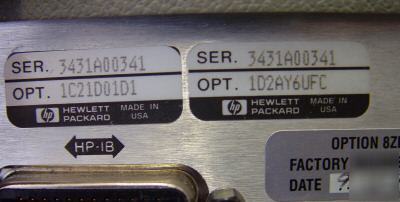 SER. 3431A00341
OPT. 1C21D01D1
hp HEWLETT PACKARD MADE IN USA
SER. 3431A00341
OPT. 1D2AY6UFC
hp HEWLETT PACKARD MADE IN USA
HP-IB
OPTION 8Z
FACTORY
DATE